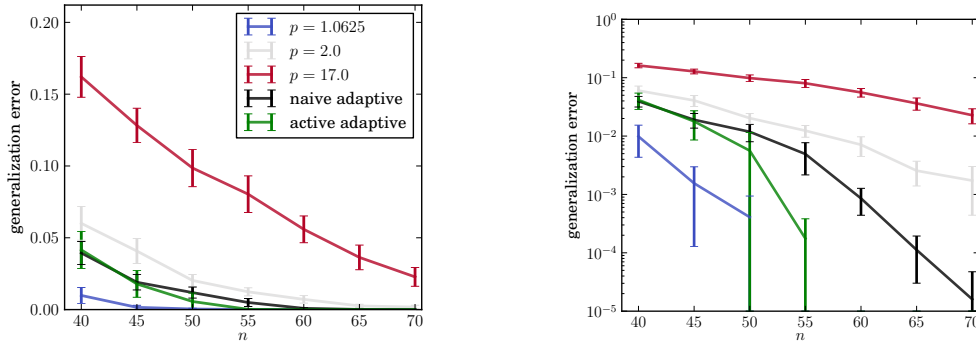 0.20
0.15
0.10
0.05
0.00
generalization error
40 45 50 55 60 65 70
n
p = 1.0625
p = 2.0
p = 17.0
naive adaptive
active adaptive
10^0
10^-1
10^-2
10^-3
10^-4
10^-5
generalization error
40 45 50 55 60 65 70
n